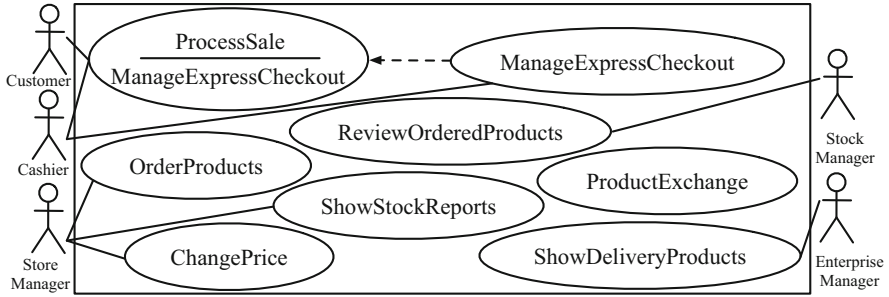 ProcessSale
ManageExpressCheckout
ManageExpressCheckout
Customer
ReviewOrderedProducts
Stock
Manager
Cashier
OrderProducts
ProductExchange
ShowStockReports
Store
Manager
ChangePrice
ShowDeliveryProducts
Enterprise
Manager